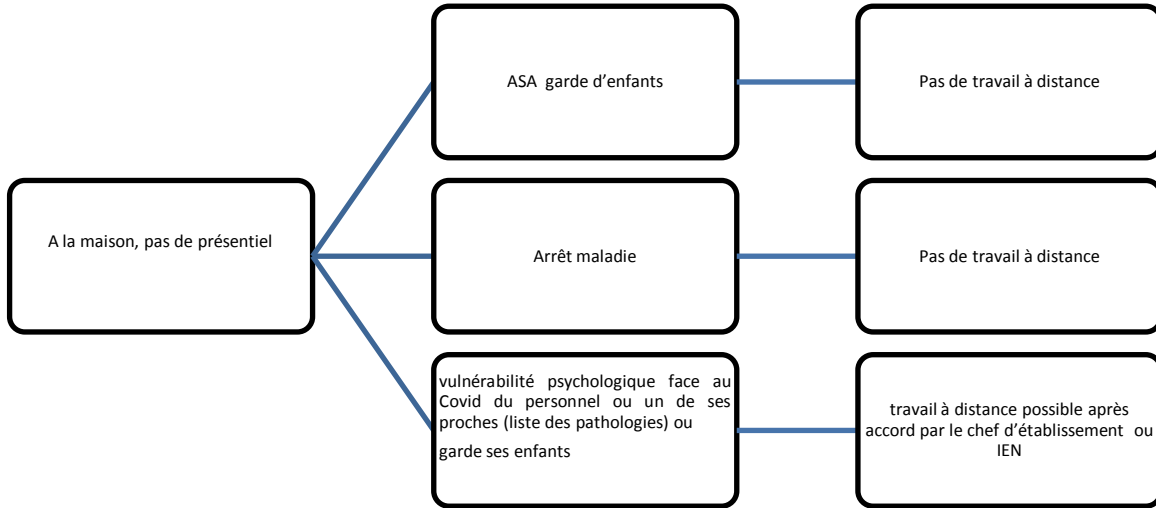 ASA garde d’enfants
Pas de travail à distance
A la maison, pas de présentiel
Arrêt maladie
Pas de travail à distance
vulnérabilité psychologique face au
Covid du personnel ou un de ses
proches (liste des pathologies) ou
garde ses enfants
travail à distance possible après
accord par le chef d’établissement ou
IEN